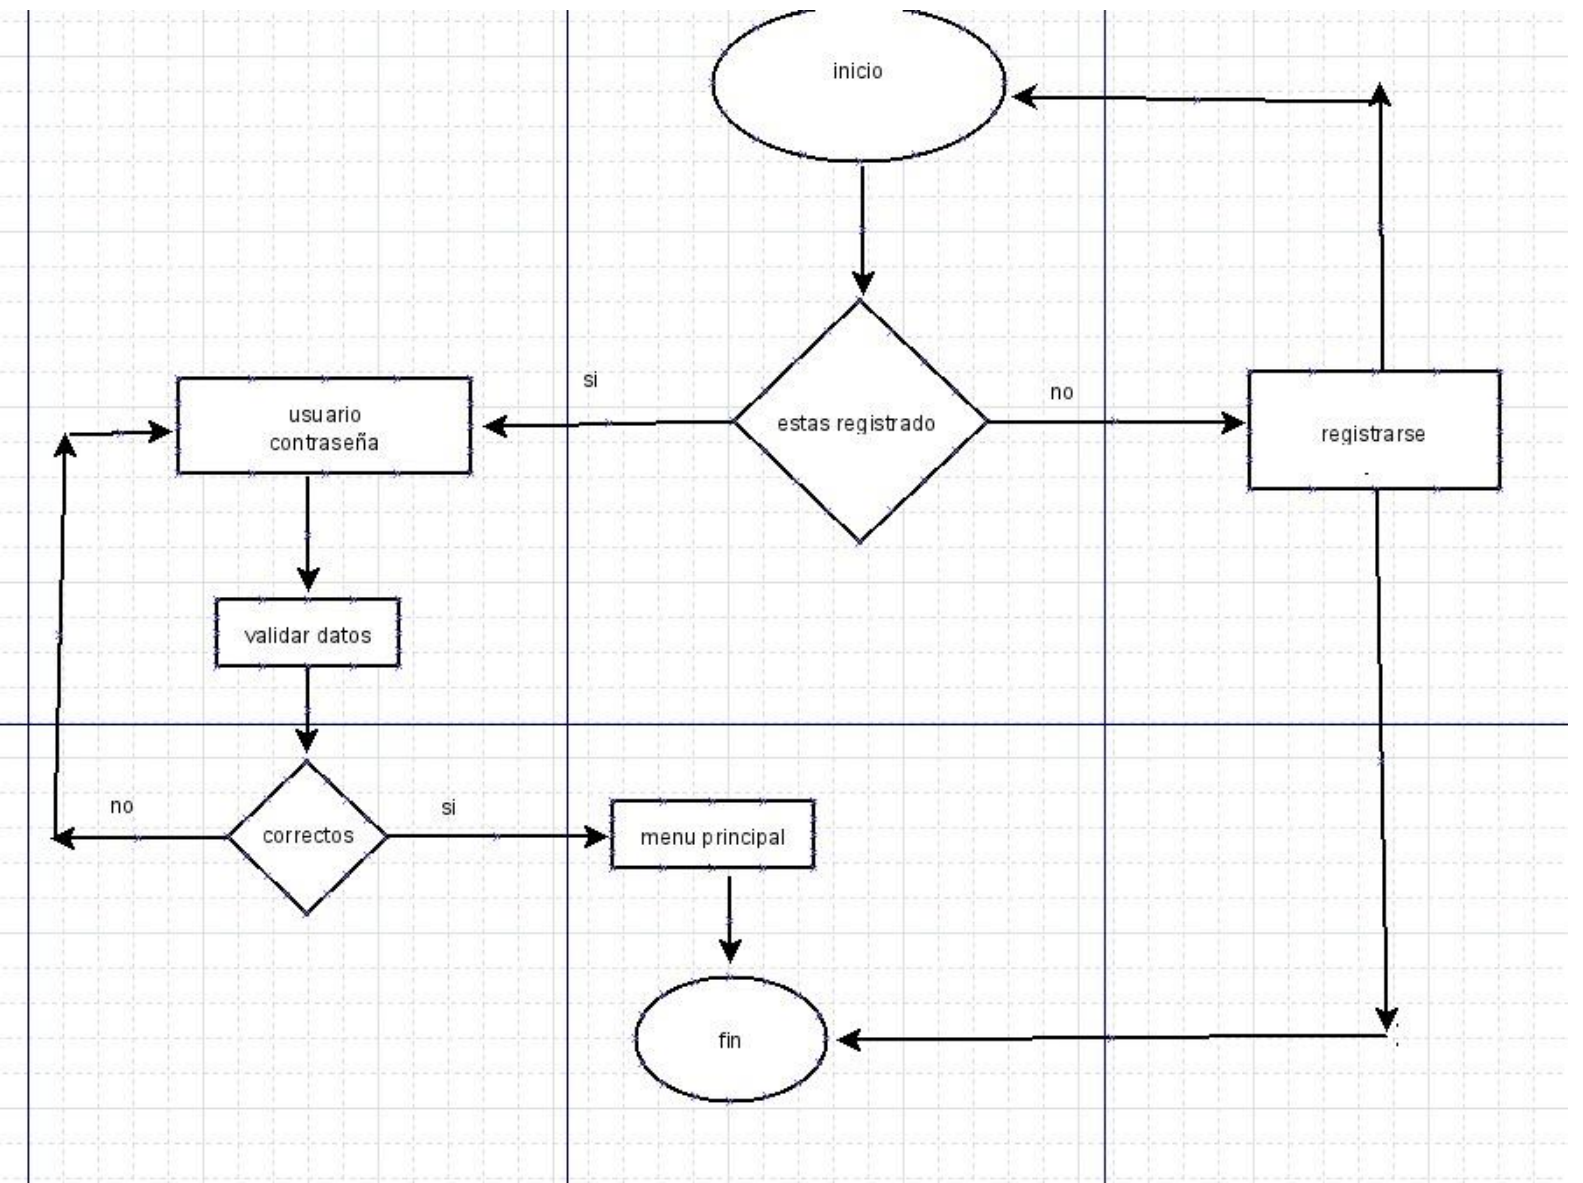 inicio
si
no
estas registrado
usuario
contraseña
registrarse
validar datos
no
si
correctos
menu principal
fin